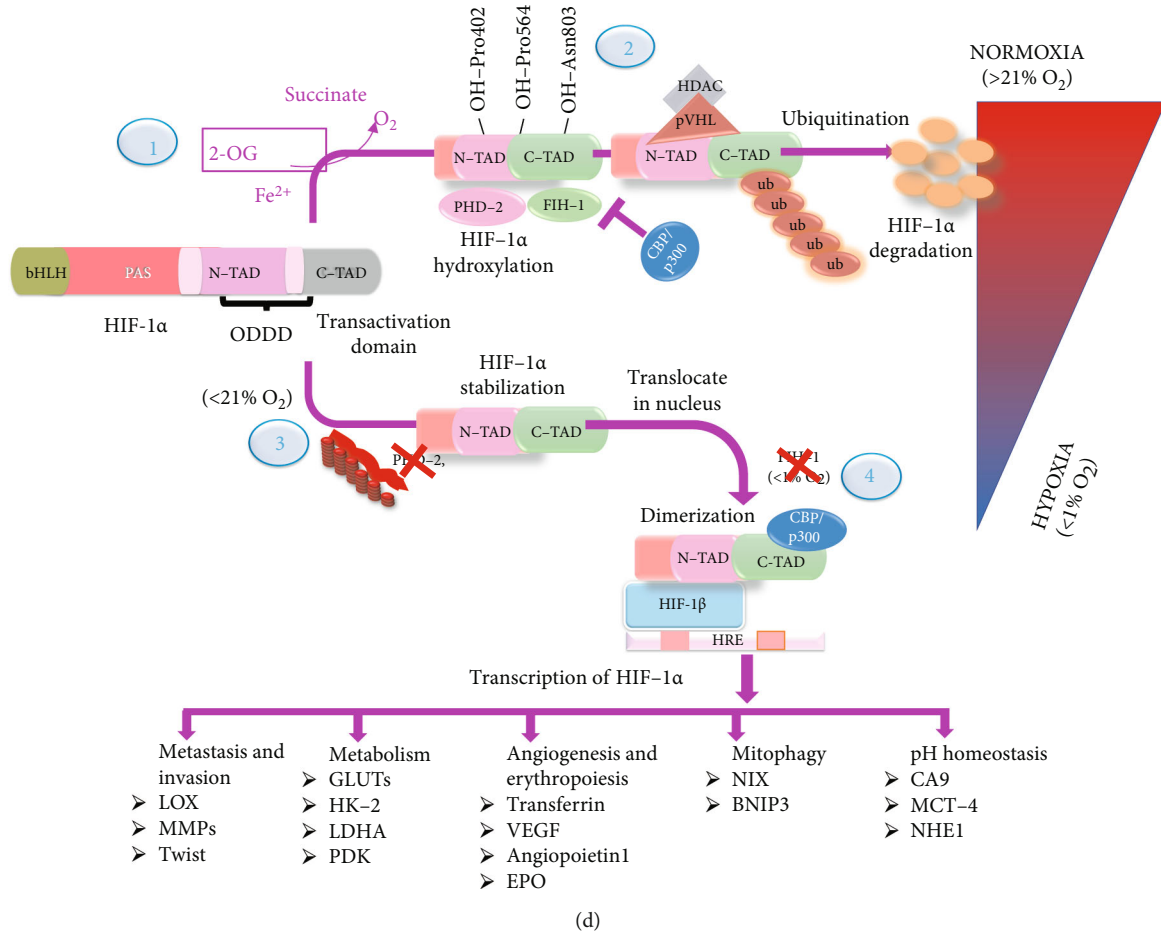 NORMOXIA
(>21% O₂)
OH–Pro402
OH–Pro564
OH–Asn803
2
HDAC
pVHL
Succinate
O₂
1
2-OG
Fe²⁺
N–TAD
C–TAD
N–TAD
C–TAD
Ubiquitination
PHD–2
FIH–1
HIF–1α
hydroxylation
CBP/
p300
ub
ub
ub
ub
ub
HIF–1α
degradation
bHLH
PAS
N–TAD
C–TAD
HIF-1α
ODDD
Transactivation
domain
(<21% O₂)
3
PHD–2,
HIF–1α
stabilization
N–TAD
C–TAD
Translocate
in nucleus
FIH–1
(<1% O₂)
4
HYPOXIA
(<1% O₂)
Dimerization
CBP/
p300
N–TAD
C-TAD
HIF-1β
HRE
Transcription of HIF–1α
Metastasis and
invasion
➢ LOX
➢ MMPs
➢ Twist
Metabolism
➢ GLUTs
➢ HK–2
➢ LDHA
➢ PDK
Angiogenesis and
erythropoiesis
➢ Transferrin
➢ VEGF
➢ Angiopoietin1
➢ EPO
Mitophagy
➢ NIX
➢ BNIP3
pH homeostasis
➢ CA9
➢ MCT–4
➢ NHE1
(d)